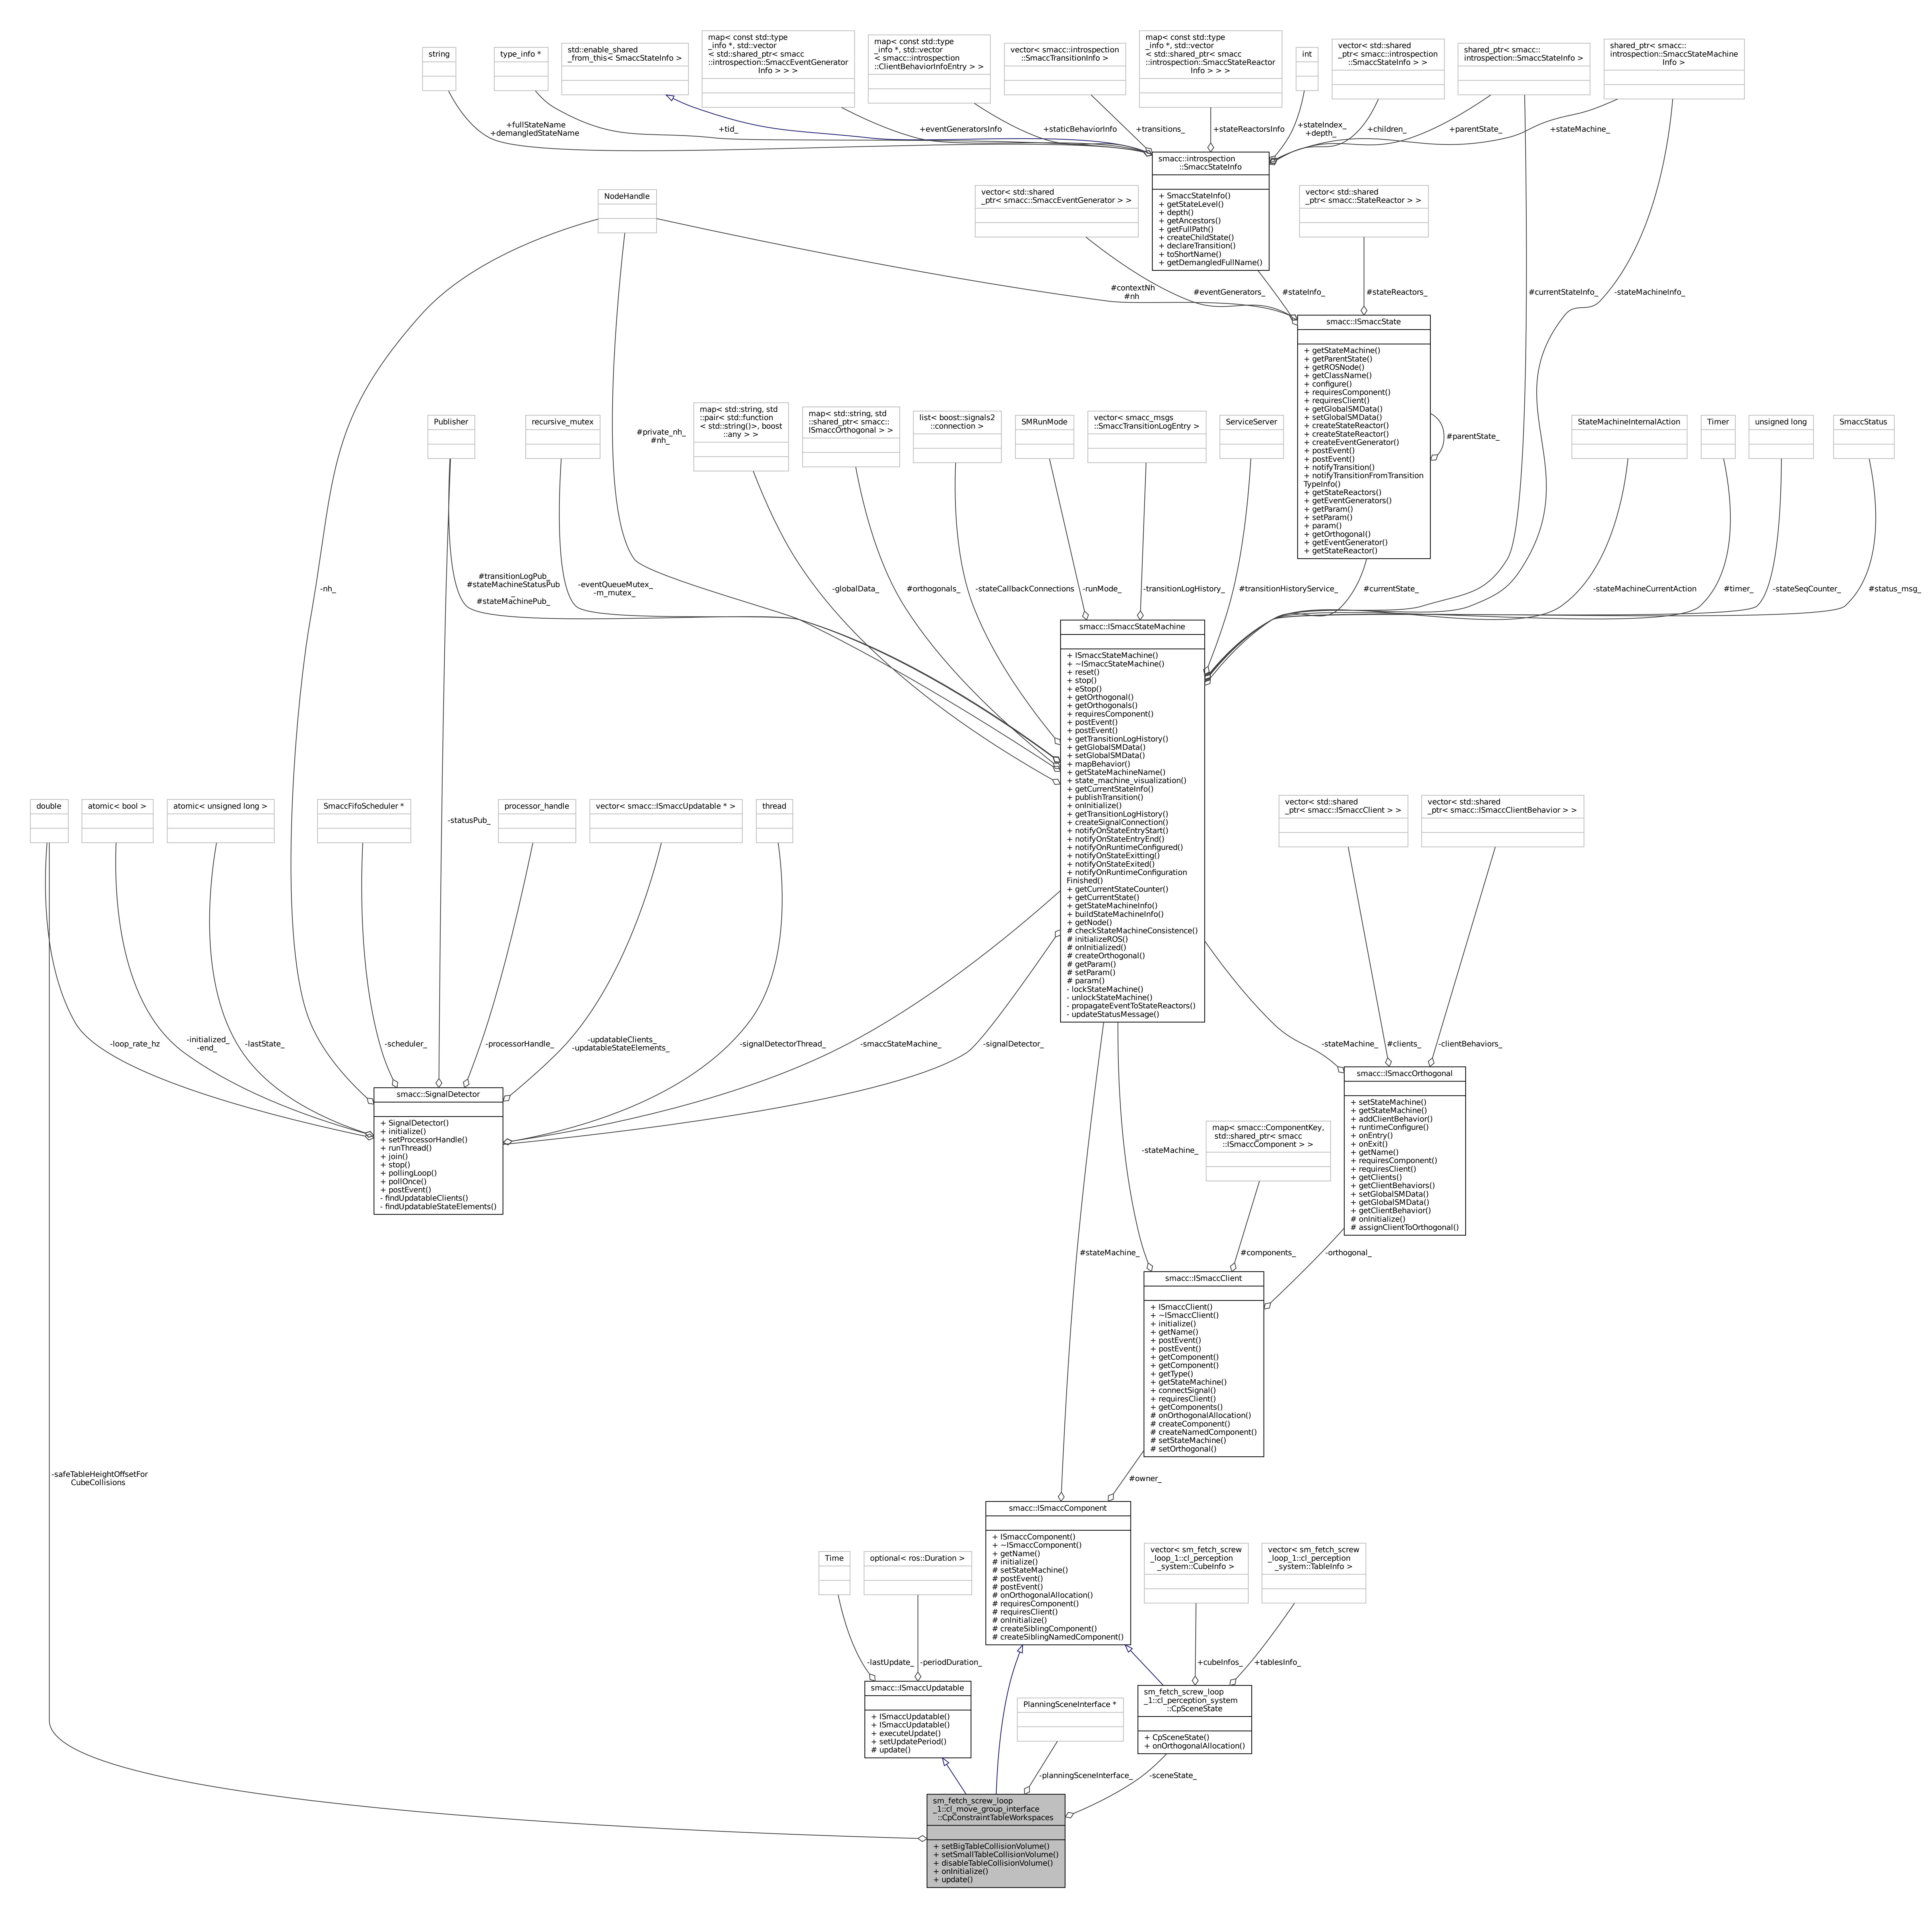 string
type_info *
std::enable_shared
_from_this< SmaccStateInfo >
map< const std::type
_info *, std::vector
< std::shared_ptr< smacc
::introspection::SmaccEventGenerator
Info > > >
map< const std::type
_info *, std::vector
< smacc::introspection
::ClientBehaviorInfoEntry > >
vector< smacc::introspection
::SmaccTransitionInfo >
map< const std::type
_info *, std::vector
< std::shared_ptr< smacc
::introspection::SmaccStateReactor
Info > > >
int
vector< std::shared
_ptr< smacc::introspection
::SmaccStateInfo > >
shared_ptr< smacc::
introspection::SmaccStateInfo >
shared_ptr< smacc::
introspection::SmaccStateMachine
Info >
+fullStateName
+demangledStateName
+tid_
+eventGeneratorsInfo
+staticBehaviorInfo
+transitions_
+stateReactorsInfo
+stateIndex_
+depth_
+children_
+parentState_
+stateMachine_
smacc::introspection
::SmaccStateInfo
+ SmaccStateInfo()
+ getStateLevel()
+ depth()
+ getAncestors()
+ getFullPath()
+ createChildState()
+ declareTransition()
+ toShortName()
+ getDemangledFullName()
NodeHandle
vector< std::shared
_ptr< smacc::SmaccEventGenerator > >
vector< std::shared
_ptr< smacc::StateReactor > >
#contextNh
#nh
#eventGenerators_
#stateInfo_
#stateReactors_
#currentStateInfo_
-stateMachineInfo_
smacc::ISmaccState
+ getStateMachine()
+ getParentState()
+ getROSNode()
+ getClassName()
+ configure()
+ requiresComponent()
+ requiresClient()
+ getGlobalSMData()
+ setGlobalSMData()
+ createStateReactor()
+ createStateReactor()
+ createEventGenerator()
+ postEvent()
+ postEvent()
+ notifyTransition()
+ notifyTransitionFromTransition
TypeInfo()
+ getStateReactors()
+ getEventGenerators()
+ getParam()
+ setParam()
+ param()
+ getOrthogonal()
+ getEventGenerator()
+ getStateReactor()
#parentState_
Publisher
recursive_mutex
#private_nh_
#nh_
map< std::string, std
::pair< std::function
< std::string()>, boost
::any > >
map< std::string, std
::shared_ptr< smacc::
ISmaccOrthogonal > >
list< boost::signals2
::connection >
SMRunMode
vector< smacc_msgs
::SmaccTransitionLogEntry >
ServiceServer
StateMachineInternalAction
Timer
unsigned long
SmaccStatus
-nh_
#transitionLogPub_
#stateMachineStatusPub
_
#stateMachinePub_
-eventQueueMutex_
-m_mutex_
-globalData_
#orthogonals_
-stateCallbackConnections
-runMode_
-transitionLogHistory_
#transitionHistoryService_
#currentState_
-stateMachineCurrentAction
#timer_
-stateSeqCounter_
#status_msg_
smacc::ISmaccStateMachine
+ ISmaccStateMachine()
+ ~ISmaccStateMachine()
+ reset()
+ stop()
+ eStop()
+ getOrthogonal()
+ getOrthogonals()
+ requiresComponent()
+ postEvent()
+ postEvent()
+ getTransitionLogHistory()
+ getGlobalSMData()
+ setGlobalSMData()
+ mapBehavior()
+ getStateMachineName()
+ state_machine_visualization()
+ getCurrentStateInfo()
+ publishTransition()
+ onInitialize()
+ getTransitionLogHistory()
+ createSignalConnection()
+ notifyOnStateEntryStart()
+ notifyOnStateEntryEnd()
+ notifyOnRuntimeConfigured()
+ notifyOnStateExitting()
+ notifyOnStateExited()
+ notifyOnRuntimeConfiguration
Finished()
+ getCurrentStateCounter()
+ getCurrentState()
+ getStateMachineInfo()
+ buildStateMachineInfo()
+ getNode()
# checkStateMachineConsistence()
# initializeROS()
# onInitialized()
# createOrthogonal()
# getParam()
# setParam()
# param()
- lockStateMachine()
- unlockStateMachine()
- propagateEventToStateReactors()
- updateStatusMessage()
double
atomic< bool >
atomic< unsigned long >
SmaccFifoScheduler *
-statusPub_
processor_handle
vector< smacc::ISmaccUpdatable * >
thread
vector< std::shared
_ptr< smacc::ISmaccClient > >
vector< std::shared
_ptr< smacc::ISmaccClientBehavior > >
-loop_rate_hz
-initialized_
-end_
-lastState_
-scheduler_
-processorHandle_
-updatableClients_
-updatableStateElements_
-signalDetectorThread_
-smaccStateMachine_
-signalDetector_
-stateMachine_
#clients_
-clientBehaviors_
smacc::SignalDetector
+ SignalDetector()
+ initialize()
+ setProcessorHandle()
+ runThread()
+ join()
+ stop()
+ pollingLoop()
+ pollOnce()
+ postEvent()
- findUpdatableClients()
- findUpdatableStateElements()
smacc::ISmaccOrthogonal
+ setStateMachine()
+ getStateMachine()
+ addClientBehavior()
+ runtimeConfigure()
+ onEntry()
+ onExit()
+ getName()
+ requiresComponent()
+ requiresClient()
+ getClients()
+ getClientBehaviors()
+ setGlobalSMData()
+ getGlobalSMData()
+ getClientBehavior()
# onInitialize()
# assignClientToOrthogonal()
-stateMachine_
map< smacc::ComponentKey,
std::shared_ptr< smacc
::ISmaccComponent > >
#stateMachine_
#components_
-orthogonal_
smacc::ISmaccClient
+ ISmaccClient()
+ ~ISmaccClient()
+ initialize()
+ getName()
+ postEvent()
+ postEvent()
+ getComponent()
+ getComponent()
+ getType()
+ getStateMachine()
+ connectSignal()
+ requiresClient()
+ getComponents()
# onOrthogonalAllocation()
# createComponent()
# createNamedComponent()
# setStateMachine()
# setOrthogonal()
-safeTableHeightOffsetFor
CubeCollisions
#owner_
smacc::ISmaccComponent
+ ISmaccComponent()
+ ~ISmaccComponent()
+ getName()
# initialize()
# setStateMachine()
# postEvent()
# postEvent()
# onOrthogonalAllocation()
# requiresComponent()
# requiresClient()
# onInitialize()
# createSiblingComponent()
# createSiblingNamedComponent()
Time
optional< ros::Duration >
vector< sm_fetch_screw
_loop_1::cl_perception
_system::CubeInfo >
vector< sm_fetch_screw
_loop_1::cl_perception
_system::TableInfo >
-lastUpdate_
-periodDuration_
+cubeInfos_
+tablesInfo_
smacc::ISmaccUpdatable
+ ISmaccUpdatable()
+ ISmaccUpdatable()
+ executeUpdate()
+ setUpdatePeriod()
# update()
PlanningSceneInterface *
sm_fetch_screw_loop
_1::cl_perception_system
::CpSceneState
+ CpSceneState()
+ onOrthogonalAllocation()
-planningSceneInterface_
-sceneState_
sm_fetch_screw_loop
_1::cl_move_group_interface
::CpConstraintTableWorkspaces
+ setBigTableCollisionVolume()
+ setSmallTableCollisionVolume()
+ disableTableCollisionVolume()
+ onInitialize()
+ update()